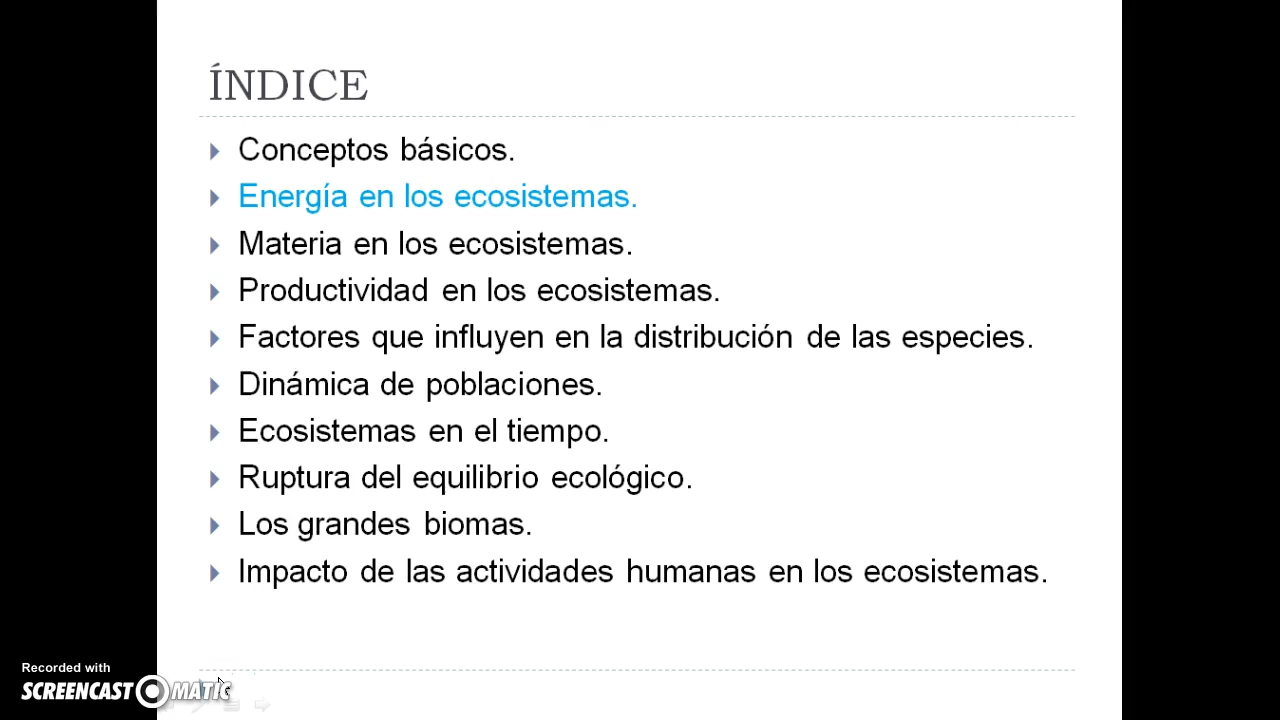 ÍNDICE
Conceptos básicos.
Energía en los ecosistemas.
Materia en los ecosistemas.
Productividad en los ecosistemas.
Factores que influyen en la distribución de las especies.
Dinámica de poblaciones.
Ecosistemas en el tiempo.
Ruptura del equilibrio ecológico.
Los grandes biomas.
Impacto de las actividades humanas en los ecosistemas.
Recorded with
SCREENCAST MATIC